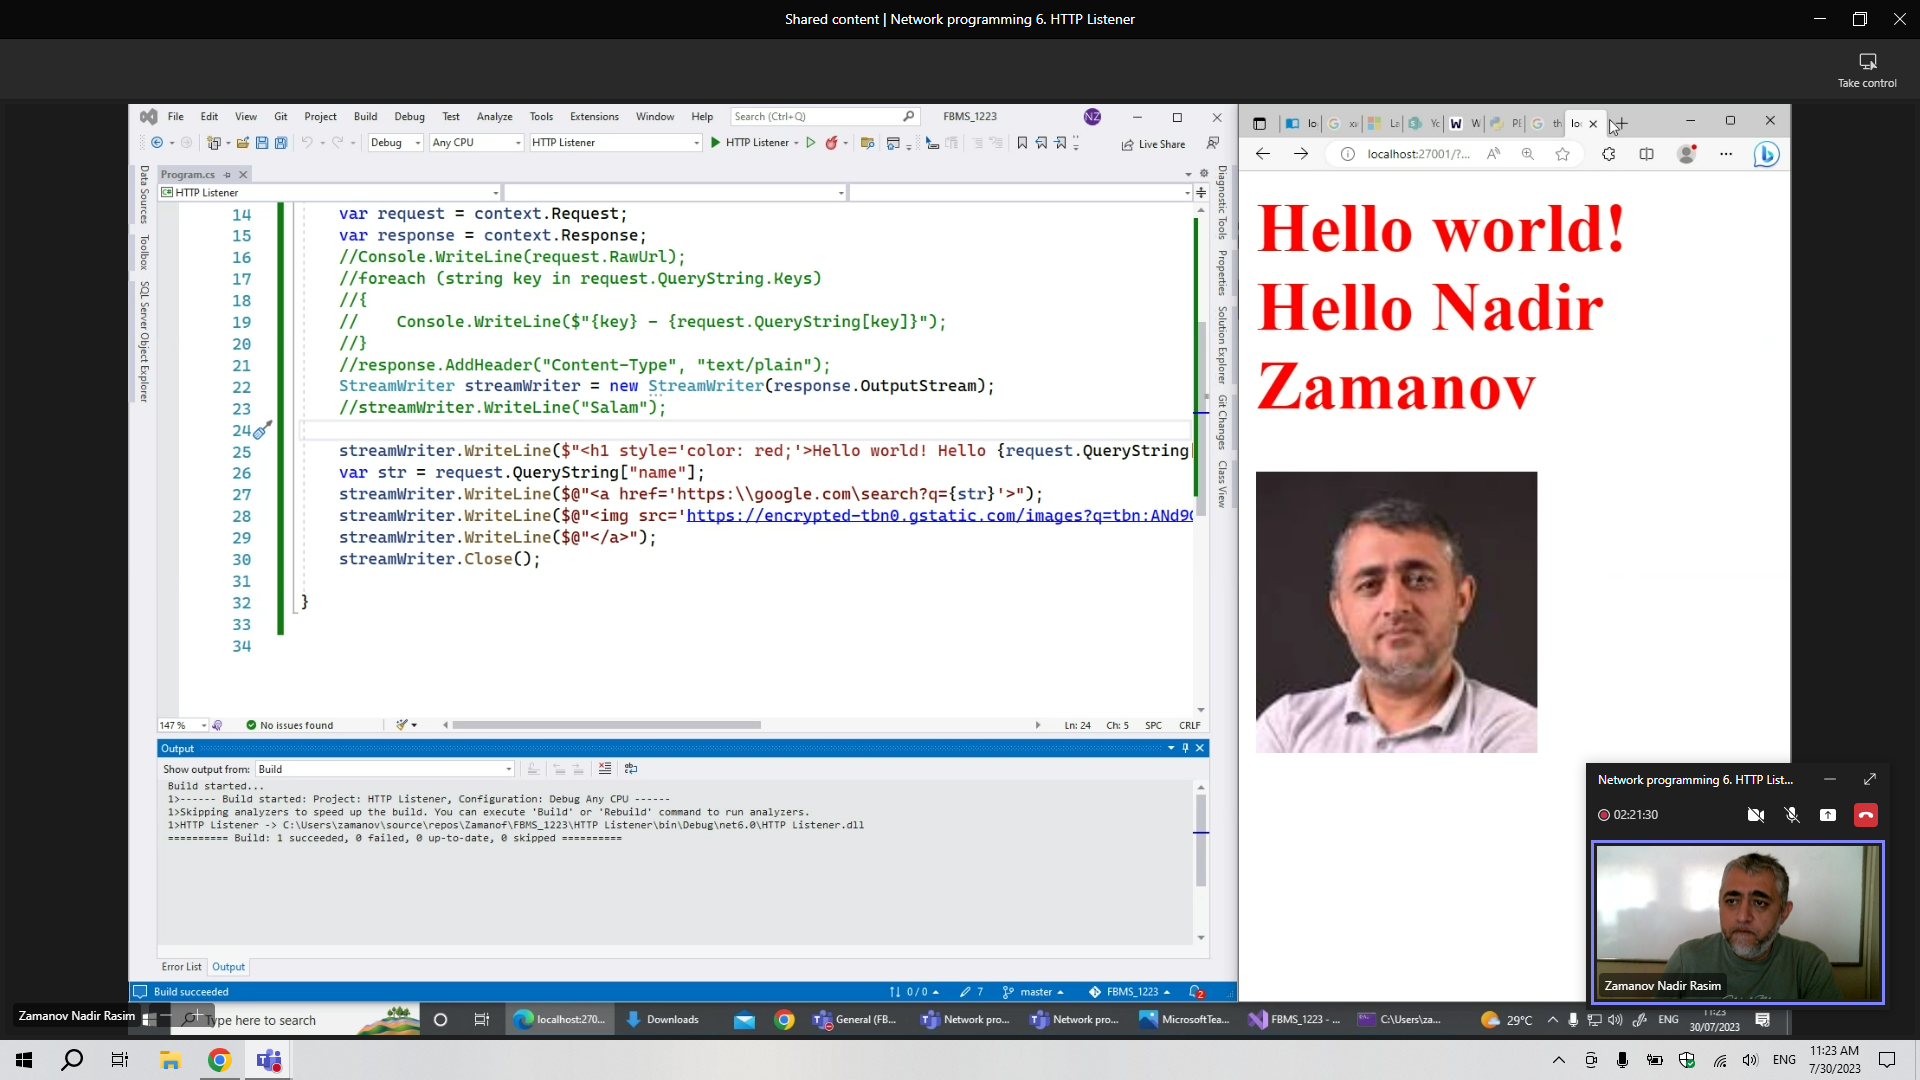 Shared content | Network programming 6. HTTP Listener
Take control
File Edit View Git Project Build Debug Test Analyze Tools Extensions Window Help Search (Ctrl+Q) FBMS_1223 NZ
Debug Any CPU HTTP Listener HTTP Listener Live Share
Program.cs
HTTP Listener
Data Sources
Toolbox
SQL Server Object Explorer
14 var request = context.Request;
15 var response = context.Response;
16 //Console.WriteLine(request.RawUrl);
17 //foreach (string key in request.QueryString.Keys)
18 //{
19 //    Console.WriteLine($"{key} - {request.QueryString[key]}");
20 //}
21 //response.AddHeader("Content-Type", "text/plain");
22 StreamWriter streamWriter = new StreamWriter(response.OutputStream);
23 //streamWriter.WriteLine("Salam");
24
25 streamWriter.WriteLine($"<h1 style='color: red;'>Hello world! Hello {request.QueryString[
26 var str = request.QueryString["name"];
27 streamWriter.WriteLine($@"<a href='https:\\google.com\search?q={str}'>");
28 streamWriter.WriteLine($@"<img src='https://encrypted-tbn0.gstatic.com/images?q=tbn:ANd9
29 streamWriter.WriteLine($@"</a>");
30 streamWriter.Close();
31
32 }
33
34
147 % No issues found Ln: 24 Ch: 5 SPC CRLF
Diagnostic Tools
Properties
Solution Explorer
Git Changes
Class View
Output
Show output from: Build
Build started...
1>------ Build started: Project: HTTP Listener, Configuration: Debug Any CPU ------
1>Skipping analyzers to speed up the build. You can execute 'Build' or 'Rebuild' command to run analyzers.
1>HTTP Listener -> C:\Users\zamanov\source\repos\Zamanof\FBMS_1223\HTTP Listener\bin\Debug\net6.0\HTTP Listener.dll
========== Build: 1 succeeded, 0 failed, 0 up-to-date, 0 skipped ==========
Error List Output
Build succeeded 0 / 0 7 master FBMS_1223 2
localhost:27001/?...
Hello world!
Hello Nadir
Zamanov
Network programming 6. HTTP List...
02:21:30
Zamanov Nadir Rasim
Zamanov Nadir Rasim
Type here to search localhost:270... Downloads General (FB... Network pro... Network pro... MicrosoftTea... FBMS_1223 - ... C:\Users\za... 29°C ENG 11:23
30/07/2023
ENG 11:23 AM
7/30/2023